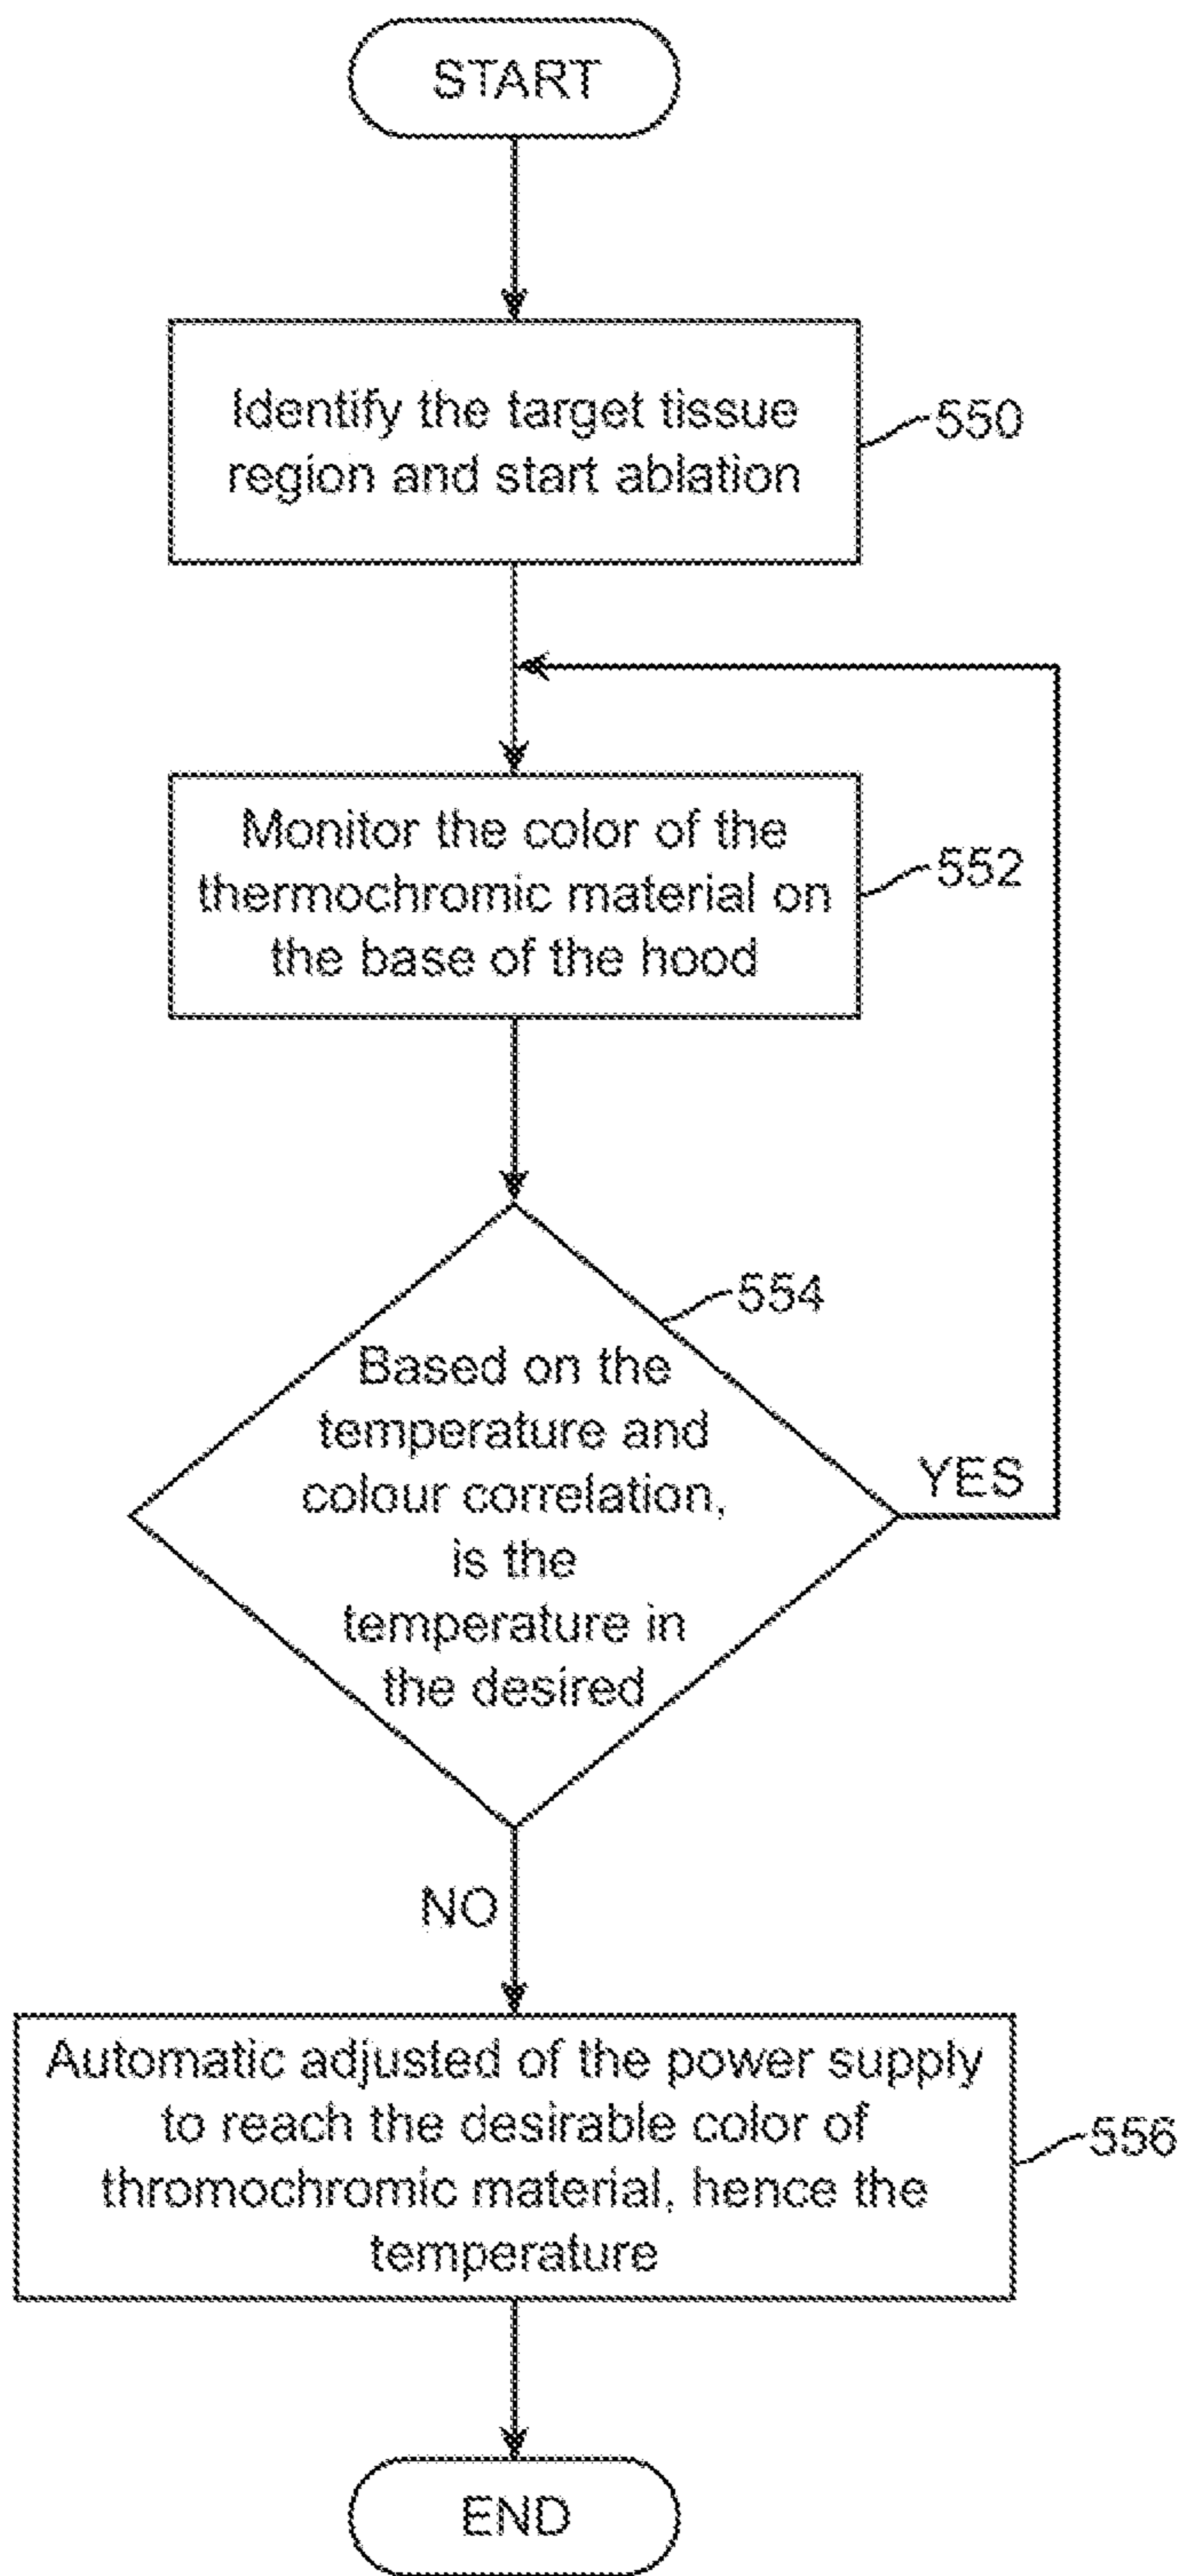 START
Identify the target tissue
region and start ablation
550
Monitor the color of the
thermochromic material on
the base of the hood
552
554
Based on the
temperature and
colour correlation,
is the
temperature in
the desired
YES
NO
Automatic adjusted of the power supply
to reach the desirable color of
thromochromic material, hence the
temperature
556
END